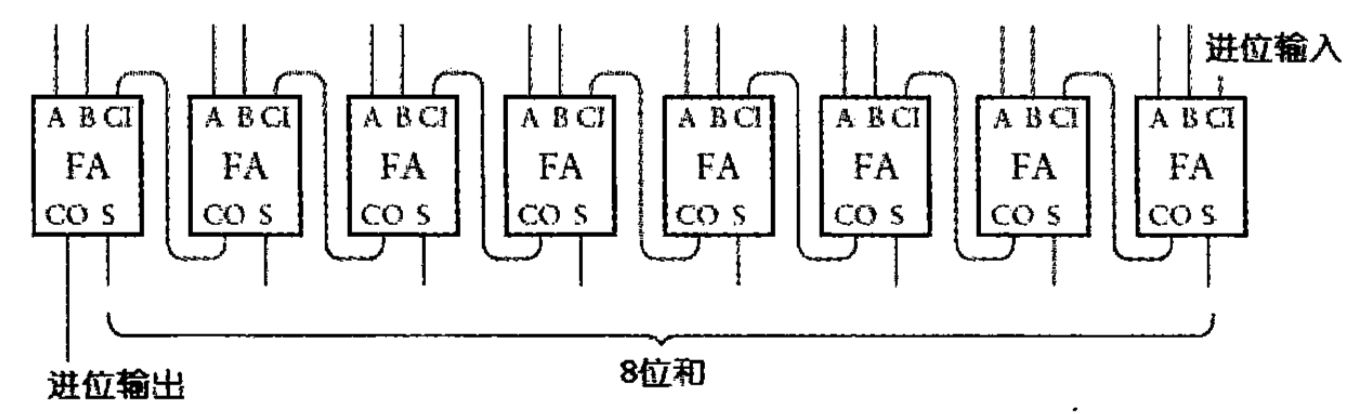 进位输入
A B CI A B CI A B CI A B CI A B CI A B CI A B CI A B CI
FA FA FA FA FA FA FA FA
CO S CO S CO S CO S CO S CO S CO S CO S
8位和
进位输出